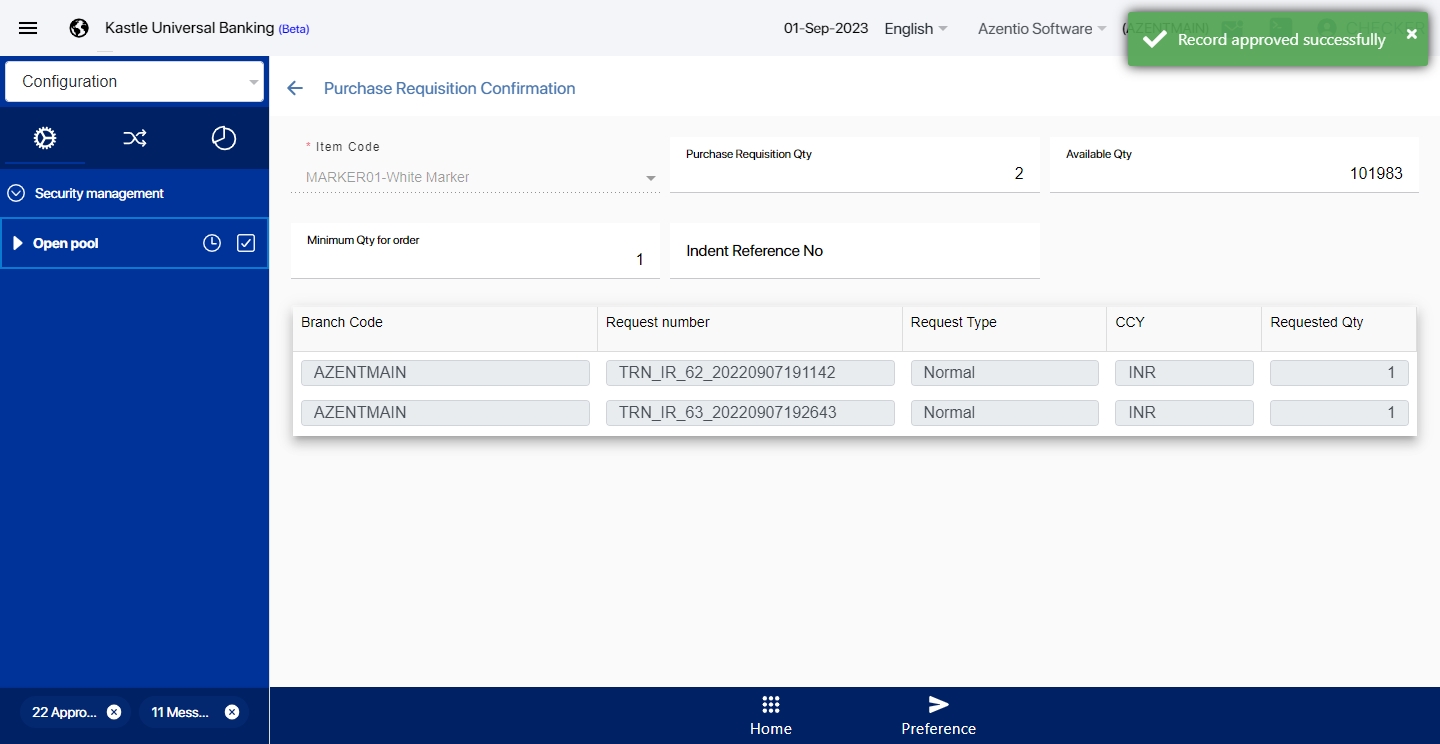 Kastle Universal Banking (Beta)
01-Sep-2023
English
Azentio Software
(AZENTMAIN)
CHECKER
Record approved successfully
Configuration
Purchase Requisition Confirmation
* Item Code
MARKER01-White Marker
Purchase Requisition Qty
2
Available Qty
101983
Security management
Open pool
Minimum Qty for order
1
Indent Reference No
Branch Code Request number Request Type CCY Requested Qty
AZENTMAIN TRN_IR_62_20220907191142 Normal INR 1
AZENTMAIN TRN_IR_63_20220907192643 Normal INR 1
22 Appro...
11 Mess...
Home
Preference